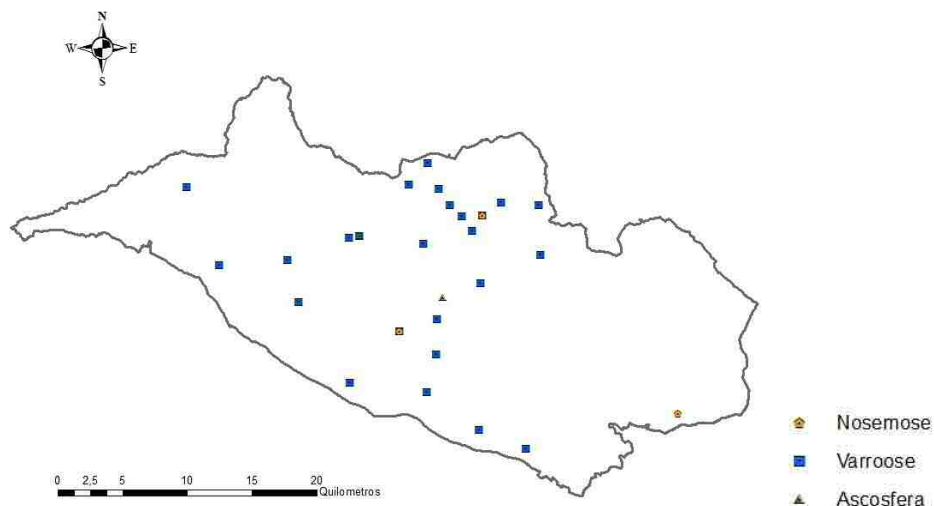 N
W E
S
0 2,5 5 10 15 20
Quilometros
Nosemose
Varroose
Ascosfera